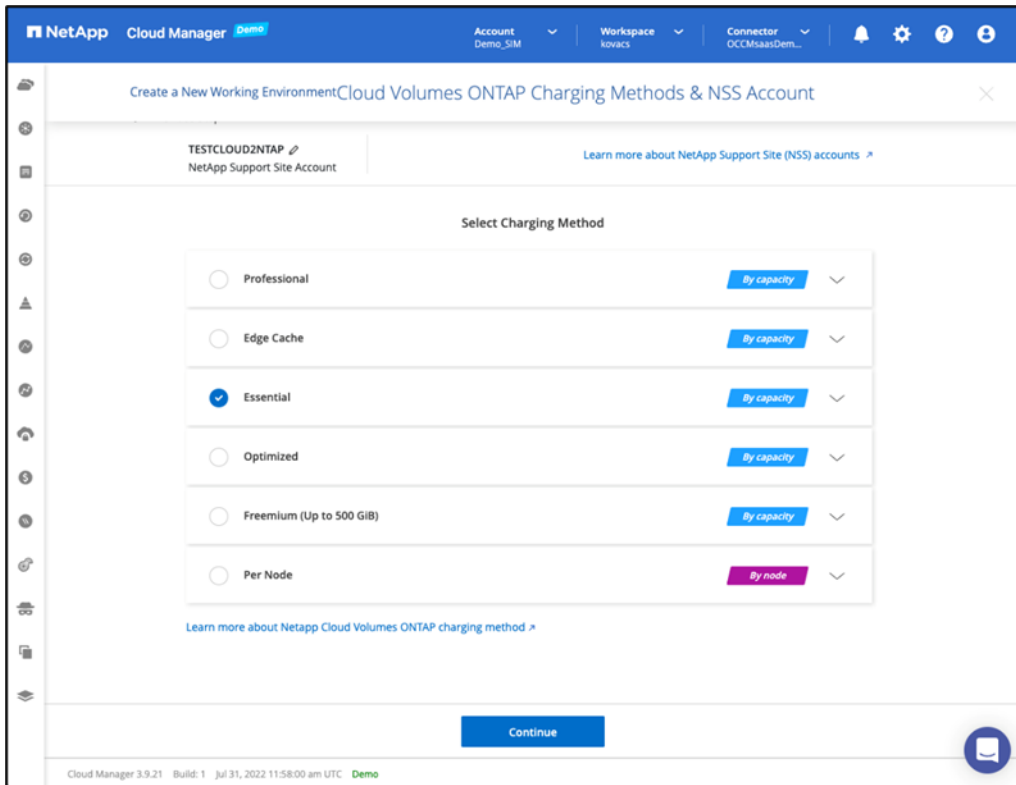 NetApp Cloud Manager Demo
Account
Demo_SIM
Workspace
kovacs
Connector
OCCMsaasDem...
Create a New Working Environment Cloud Volumes ONTAP Charging Methods & NSS Account
TESTCLOUD2NTAP
NetApp Support Site Account
Learn more about NetApp Support Site (NSS) accounts
Select Charging Method
Professional By capacity
Edge Cache By capacity
Essential By capacity
Optimized By capacity
Freemium (Up to 500 GiB) By capacity
Per Node By node
Learn more about Netapp Cloud Volumes ONTAP charging method
Continue
Cloud Manager 3.9.21 Build: 1 Jul 31, 2022 11:58:00 am UTC Demo